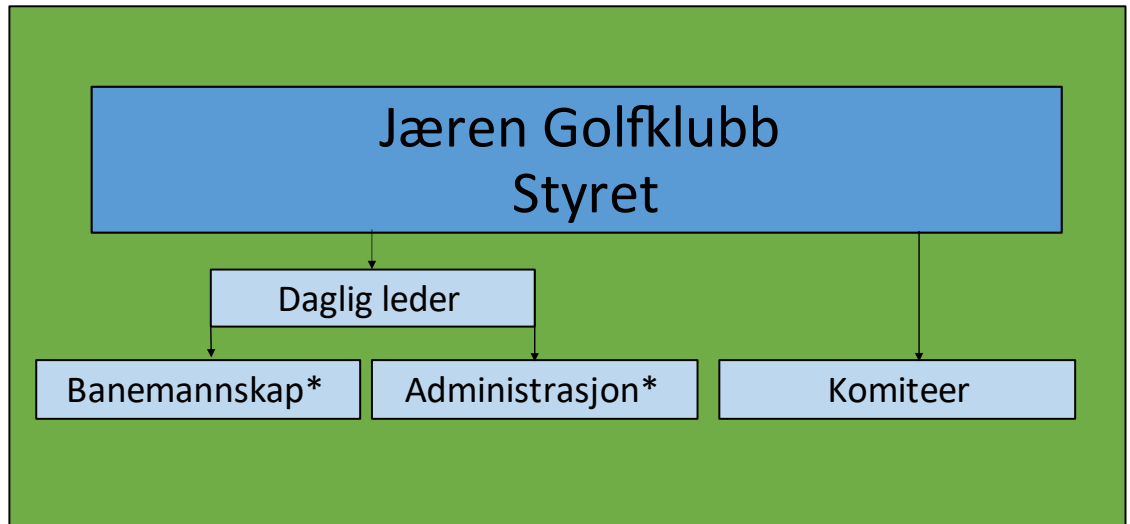 Jæren Golfklubb
Styret
Daglig leder
Banemannskap*
Administrasjon*
Komiteer